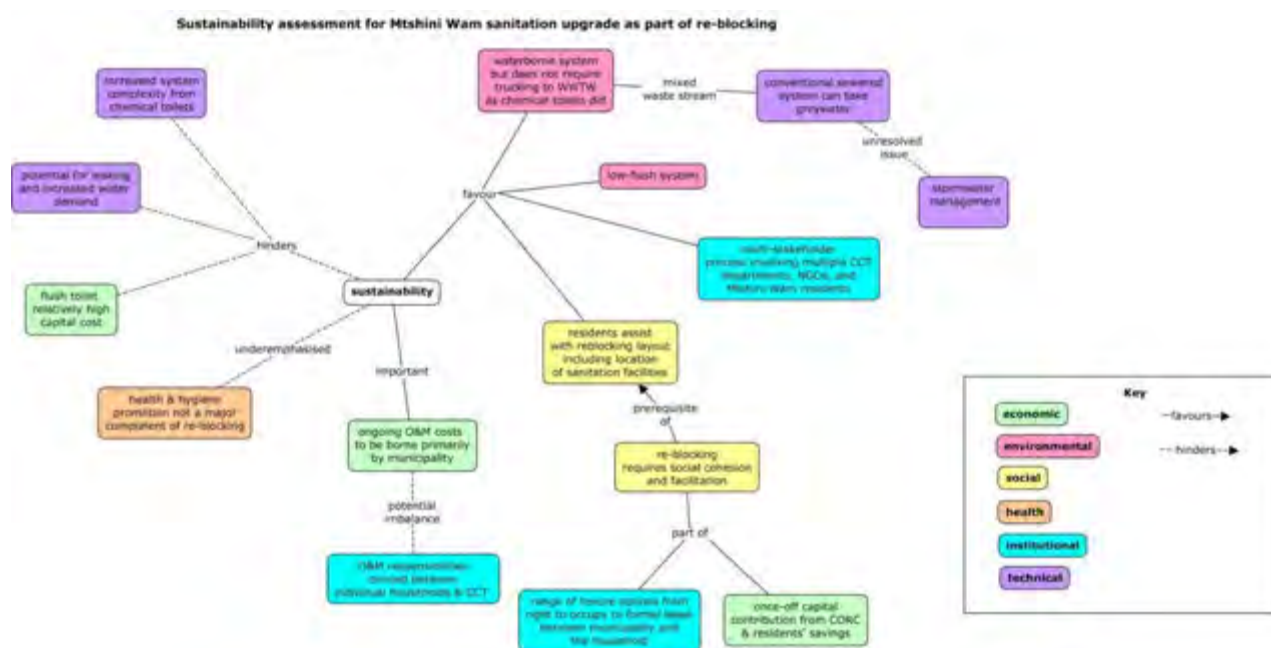 Sustainability assessment for Mtshini Wam sanitation upgrade as part of re-blocking
increased system
complexity from
chemical toilets
potential for leaking
and increased water
demand
hinders
flush toilet
relatively high
capital cost
sustainability
underemphasised
health & hygiene
promotion not a major
component of re-blocking
important
ongoing O&M costs
to be borne primarily
by municipality
potential
imbalance
O&M responsibilities
divided between
individual households & CCT
favour
waterborne system
but does not require
trucking to WWTW
as chemical toilets did
mixed
waste stream
conventional sewered
system can take
greywater
unresolved
issue
stormwater
management
low-flush system
multi-stakeholder
process involving multiple CCT
departments, NGOs, and
Mtshini Wam residents
residents assist
with reblocking layout
including location
of sanitation facilities
prerequisite
of
re-blocking
requires social cohesion
and facilitation
part of
range of tenure options from
right to occupy to formal lease
between municipality and
the household
once-off capital
contribution from CORC
& residents' savings
Key
economic
environmental
social
health
institutional
technical
favours
hinders